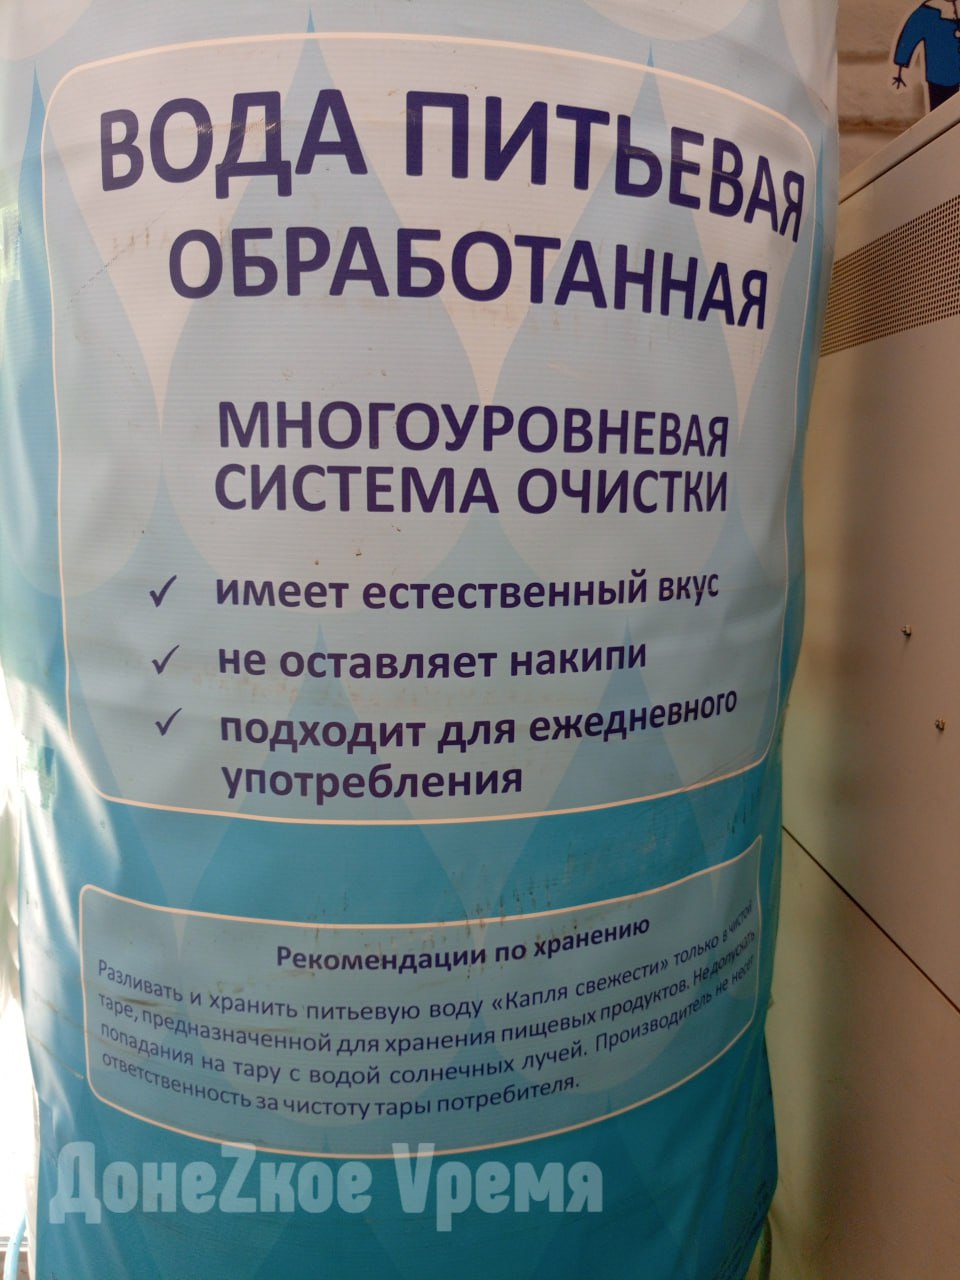 ВОДА ПИТЬЕВАЯ
ОБРАБОТАННАЯ
МНОГОУРОВНЕВАЯ
СИСТЕМА ОЧИСТКИ
✓ имеет естественный вкус
✓ не оставляет накипи
✓ подходит для ежедневного
употребления
Рекомендации по хранению
Разливать и хранить питьевую воду «Капля свежести» только в чистой
таре, предназначенной для хранения пищевых продуктов. Не допускать
попадания на тару с водой солнечных лучей. Производитель не несет
ответственность за чистоту тары потребителя.
ДонеZкое Vремя